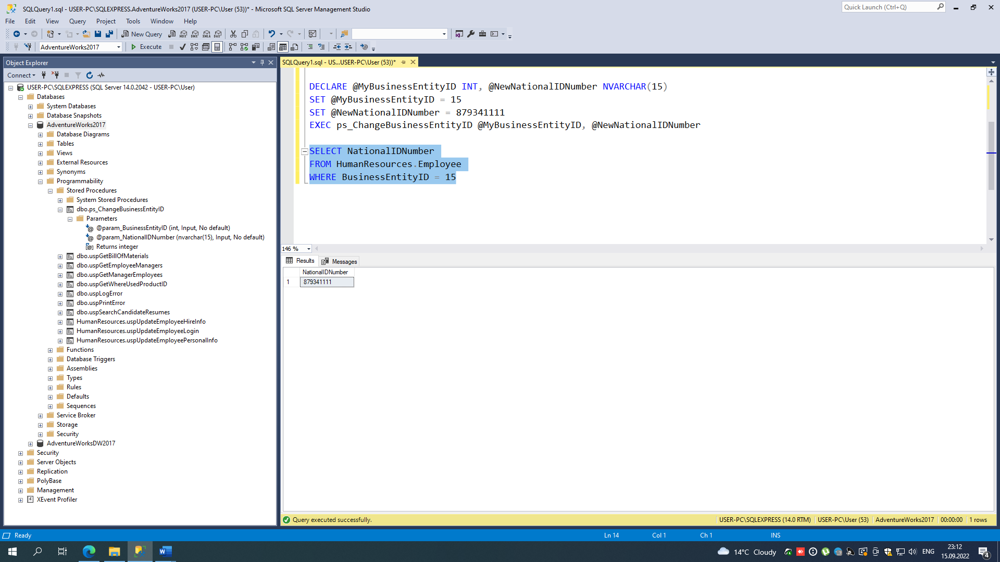 SQLQuery1.sql - USER-PC\SQLEXPRESS.AdventureWorks2017 (USER-PC\User (53))* - Microsoft SQL Server Management Studio
Quick Launch (Ctrl+Q)
File Edit View Query Project Tools Window Help
New Query MDX DMX XMLA DAX
AdventureWorks2017 Execute
Object Explorer
Connect
USER-PC\SQLEXPRESS (SQL Server 14.0.2042 - USER-PC\User)
Databases
System Databases
Database Snapshots
AdventureWorks2017
Database Diagrams
Tables
Views
External Resources
Synonyms
Programmability
Stored Procedures
System Stored Procedures
dbo.ps_ChangeBusinessEntityID
Parameters
@param_BusinessEntityID (int, Input, No default)
@param_NationalIDNumber (nvarchar(15), Input, No default)
Returns integer
dbo.uspGetBillOfMaterials
dbo.uspGetEmployeeManagers
dbo.uspGetManagerEmployees
dbo.uspGetWhereUsedProductID
dbo.uspLogError
dbo.uspPrintError
dbo.uspSearchCandidateResumes
HumanResources.uspUpdateEmployeeHireInfo
HumanResources.uspUpdateEmployeeLogin
HumanResources.uspUpdateEmployeePersonalInfo
Functions
Database Triggers
Assemblies
Types
Rules
Defaults
Sequences
Service Broker
Storage
Security
AdventureWorksDW2017
Security
Server Objects
Replication
PolyBase
Management
XEvent Profiler
SQLQuery1.sql - US...USER-PC\User (53))*
DECLARE @MyBusinessEntityID INT, @NewNationalIDNumber NVARCHAR(15)
SET @MyBusinessEntityID = 15
SET @NewNationalIDNumber = 879341111
EXEC ps_ChangeBusinessEntityID @MyBusinessEntityID, @NewNationalIDNumber
SELECT NationalIDNumber
FROM HumanResources.Employee
WHERE BusinessEntityID = 15
146 %
Results Messages
NationalIDNumber
1 879341111
Query executed successfully.
USER-PC\SQLEXPRESS (14.0 RTM) USER-PC\User (53) AdventureWorks2017 00:00:00 1 rows
Ready Ln 14 Col 1 Ch 1 INS
14°C Cloudy ENG 23:12
15.09.2022
4